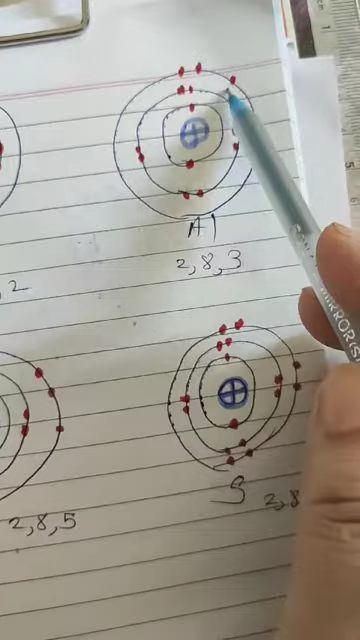 , 2
Al
2, 8, 3
2, 8, 5
S
2, 8